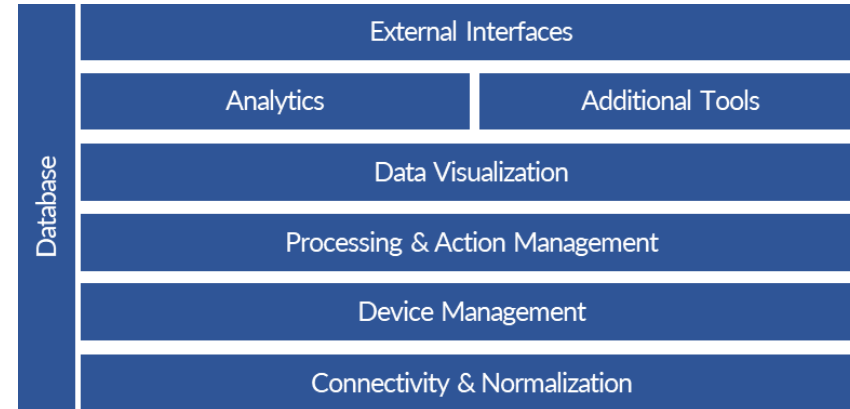 Database
External Interfaces
Analytics
Additional Tools
Data Visualization
Processing & Action Management
Device Management
Connectivity & Normalization